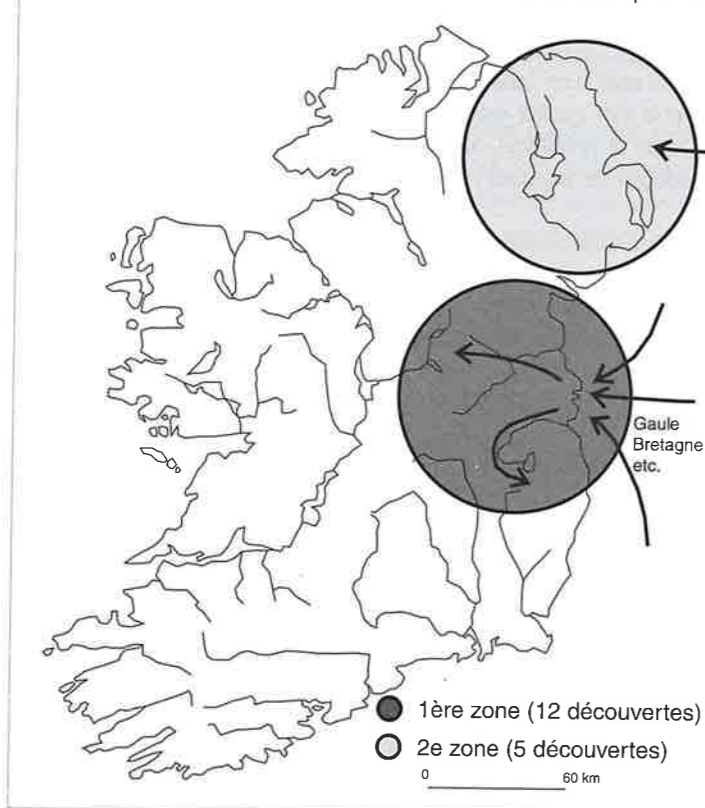 Gaule
Bretagne
etc.
1ère zone (12 découvertes)
2e zone (5 découvertes)
0 60 km